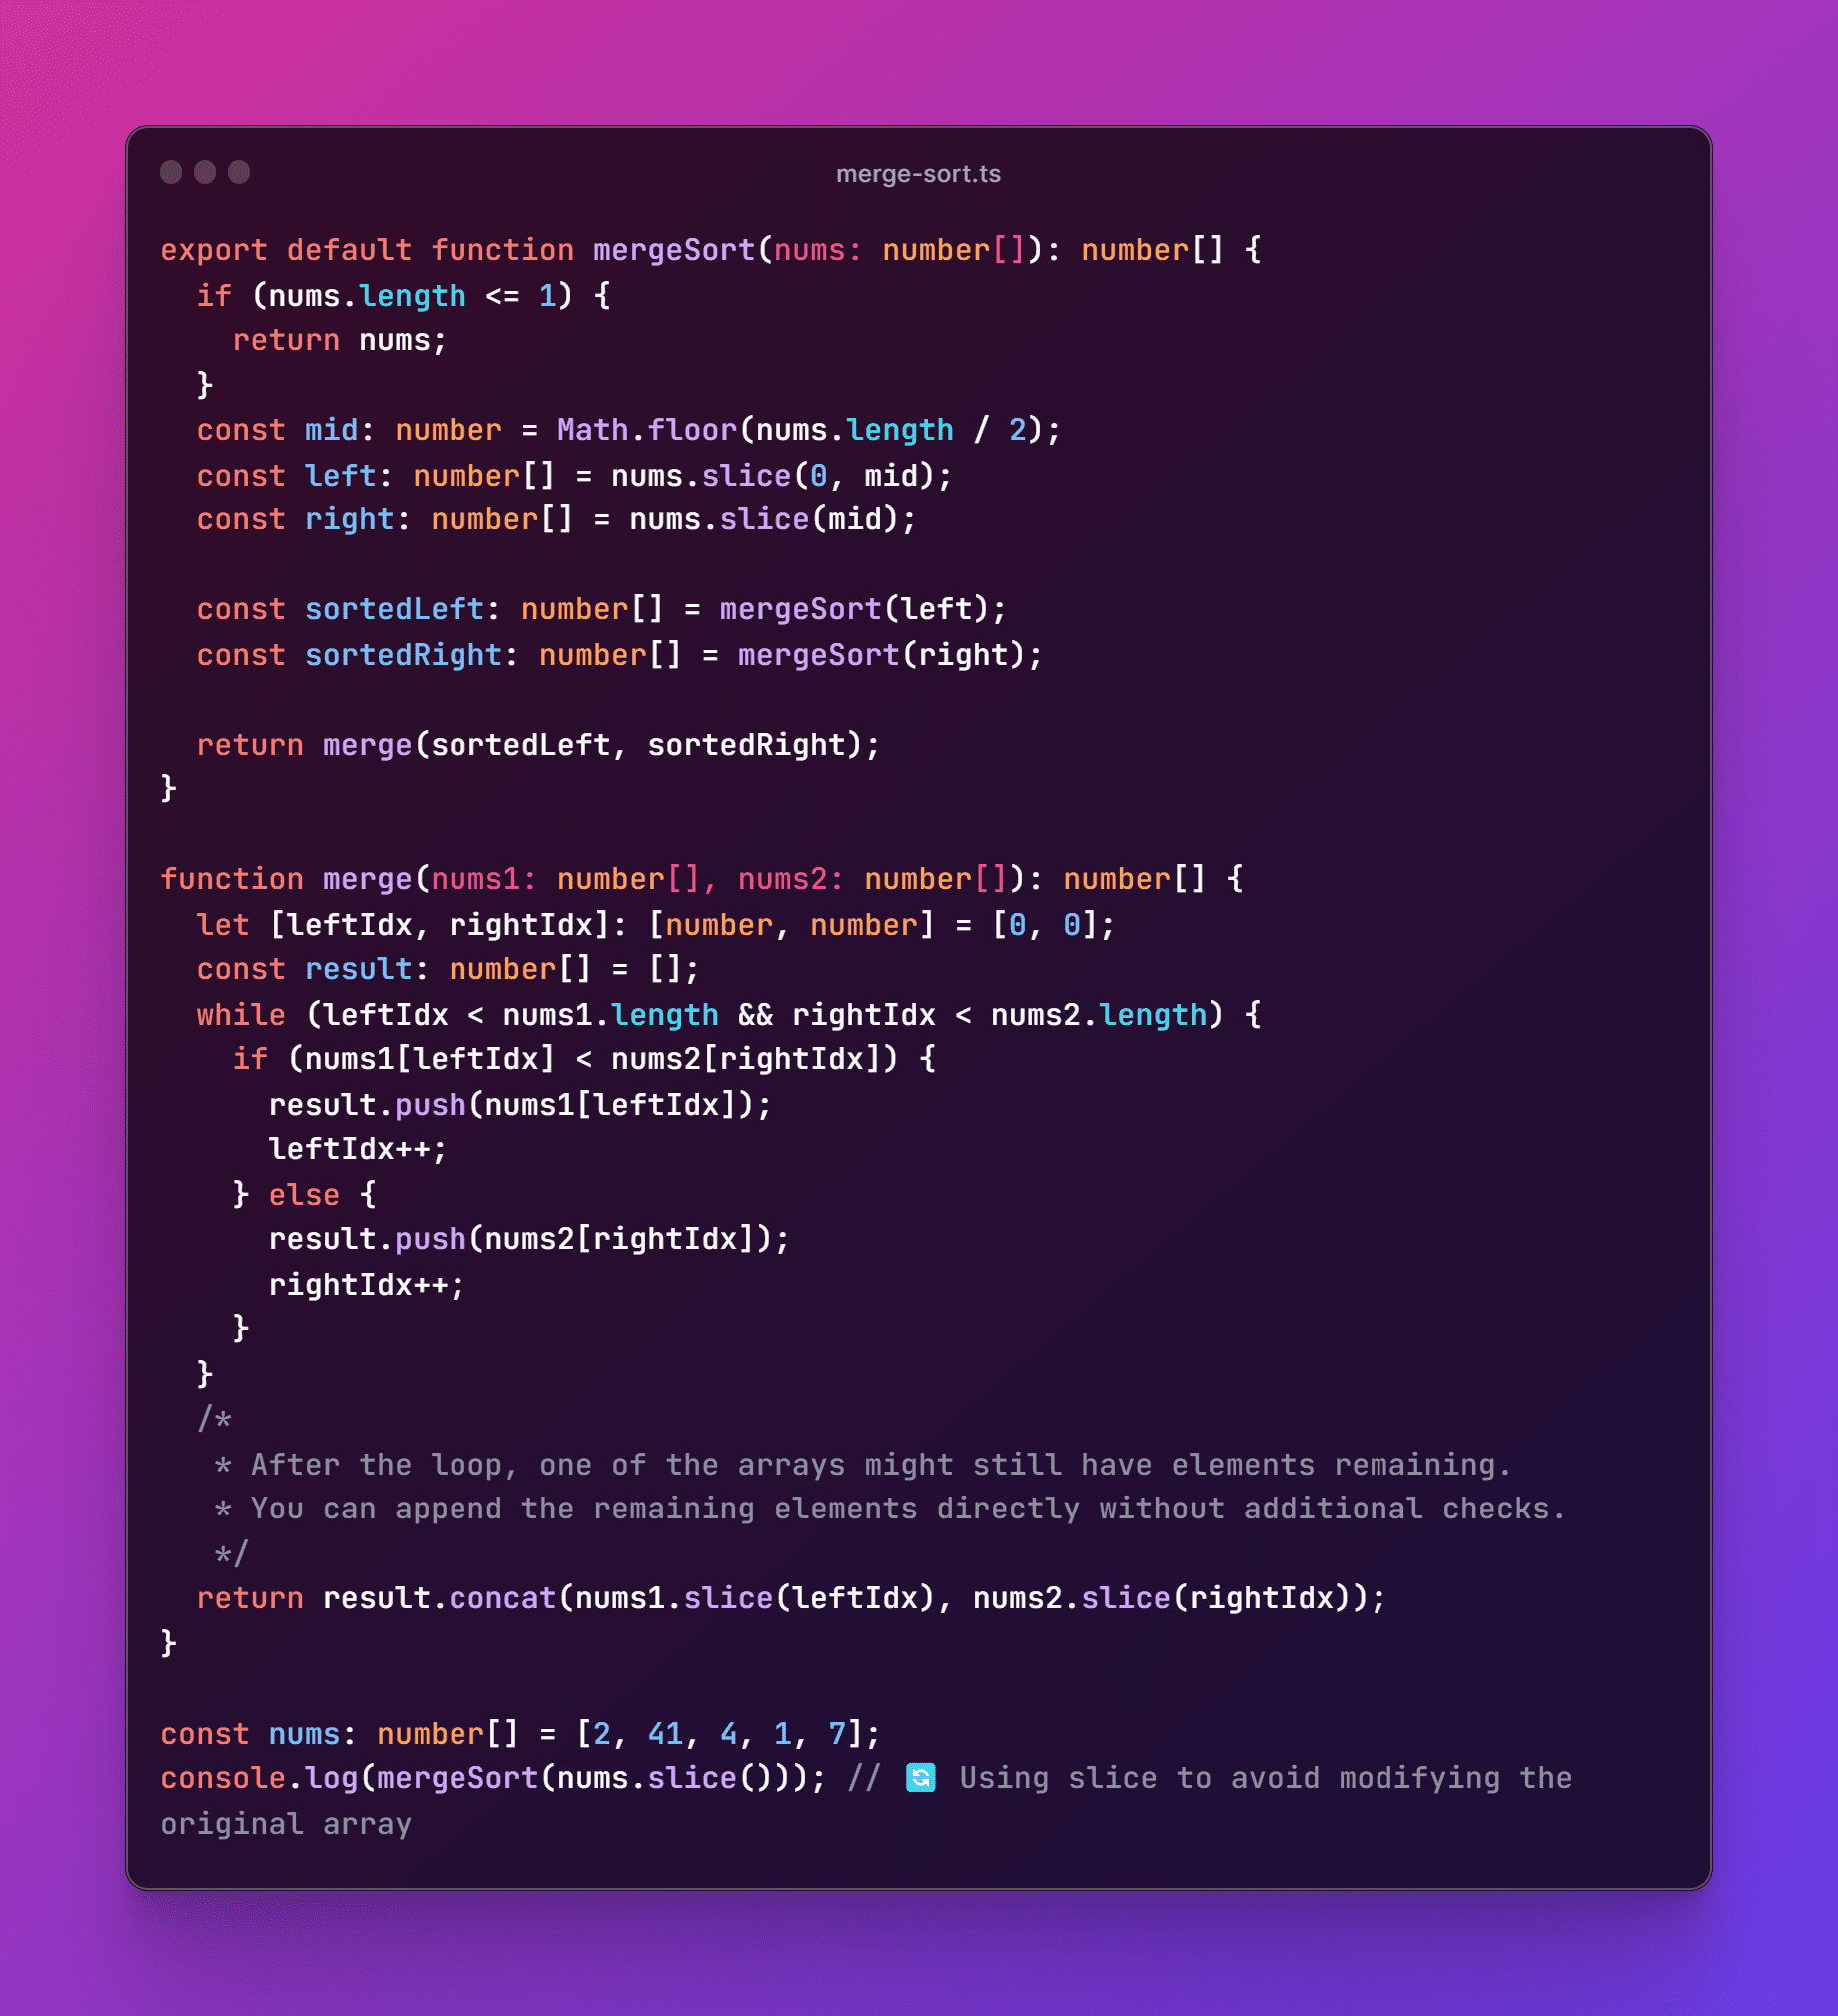 merge-sort.ts
export default function mergeSort(nums: number[]): number[] {
  if (nums.length <= 1) {
    return nums;
  }
  const mid: number = Math.floor(nums.length / 2);
  const left: number[] = nums.slice(0, mid);
  const right: number[] = nums.slice(mid);

  const sortedLeft: number[] = mergeSort(left);
  const sortedRight: number[] = mergeSort(right);

  return merge(sortedLeft, sortedRight);
}

function merge(nums1: number[], nums2: number[]): number[] {
  let [leftIdx, rightIdx]: [number, number] = [0, 0];
  const result: number[] = [];
  while (leftIdx < nums1.length && rightIdx < nums2.length) {
    if (nums1[leftIdx] < nums2[rightIdx]) {
      result.push(nums1[leftIdx]);
      leftIdx++;
    } else {
      result.push(nums2[rightIdx]);
      rightIdx++;
    }
  }
  /*
   * After the loop, one of the arrays might still have elements remaining.
   * You can append the remaining elements directly without additional checks.
   */
  return result.concat(nums1.slice(leftIdx), nums2.slice(rightIdx));
}

const nums: number[] = [2, 41, 4, 1, 7];
console.log(mergeSort(nums.slice())); // 🔄 Using slice to avoid modifying the
original array